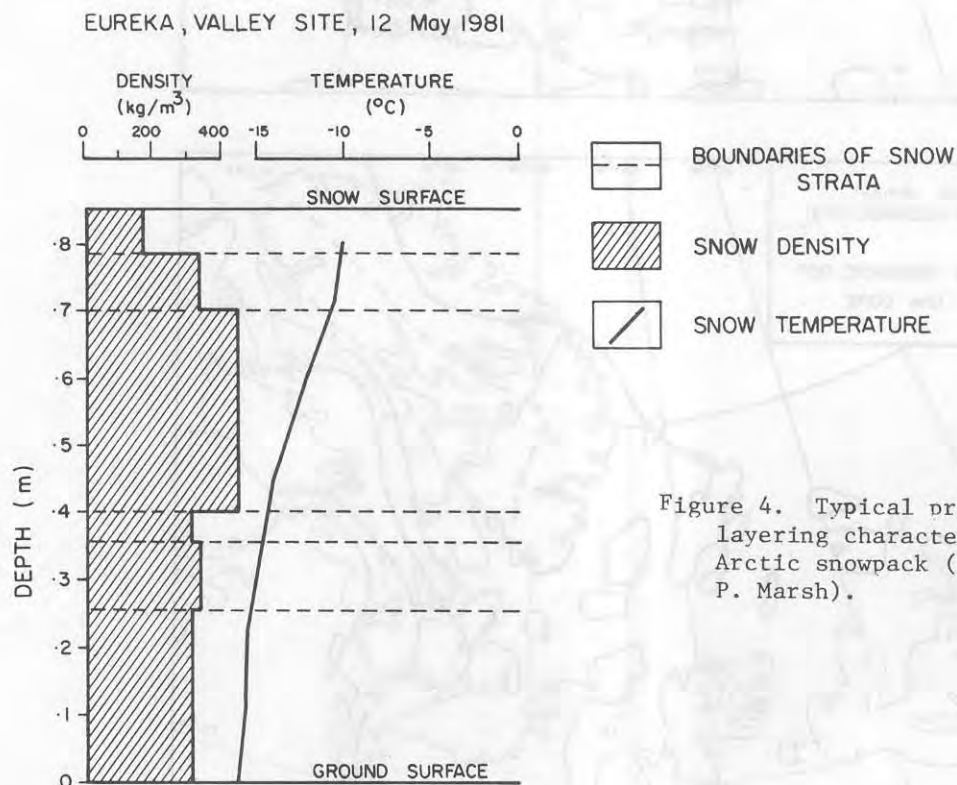 EUREKA, VALLEY SITE, 12 May 1981
DENSITY
(kg/m³)
TEMPERATURE
(°C)
0 200 400 -15 -10 -5 0
SNOW SURFACE
.8
.7
.6
.5
.4
.3
.2
.1
0
DEPTH (m)
GROUND SURFACE
BOUNDARIES OF SNOW
STRATA
SNOW DENSITY
SNOW TEMPERATURE
Figure 4. Typical
layering
Arctic snowpack (
P. Marsh).